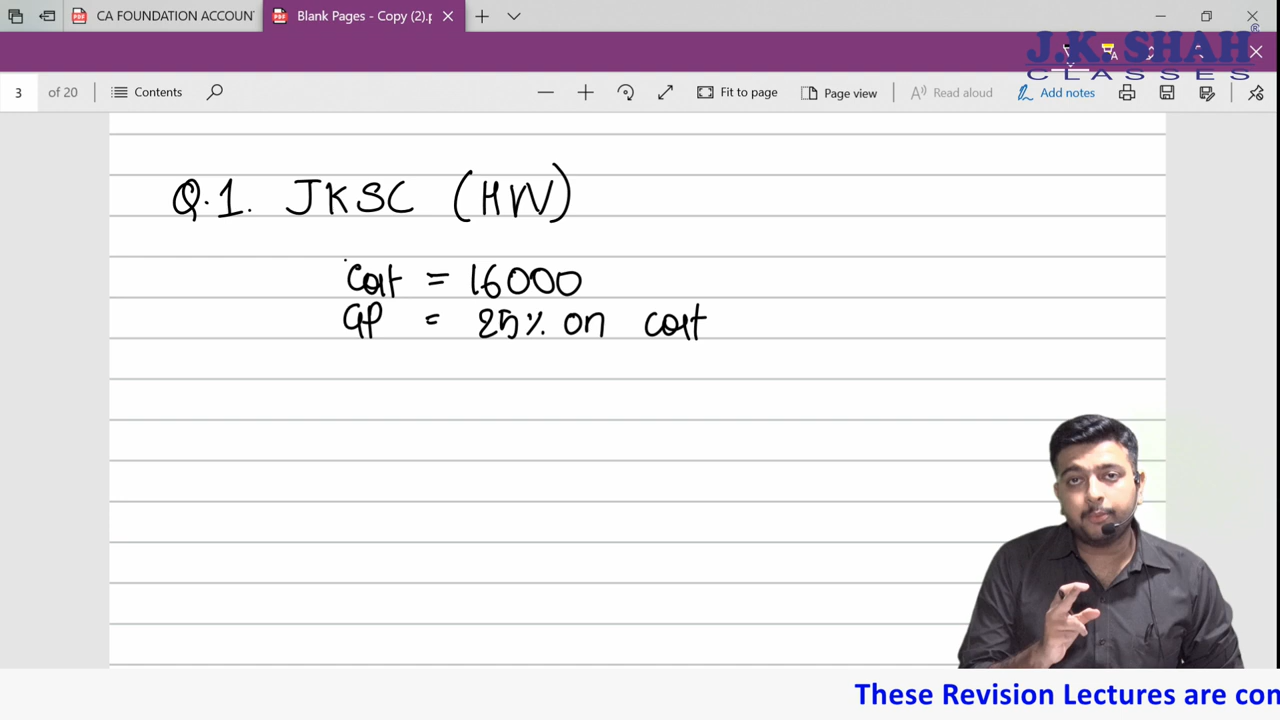 CA FOUNDATION ACCOUN
Blank Pages - Copy (2).p
J.K. SHAH®
CLASSES
3 of 20 Contents Fit to page Page view Read aloud Add notes
Q.1. JKSC (HW)
Cost = 16000
GP = 25% on cost
These Revision Lectures are con